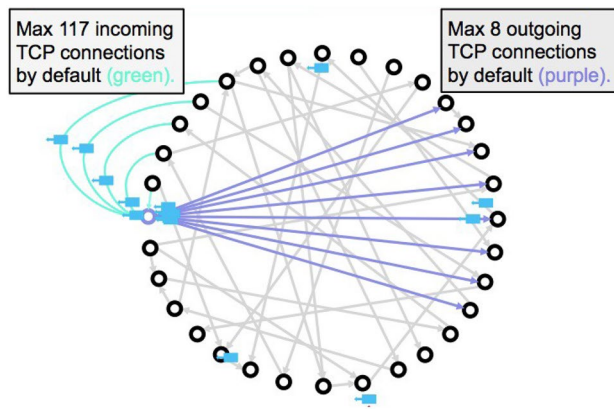 Max 117 incoming
TCP connections
by default (green).
Max 8 outgoing
TCP connections
by default (purple).